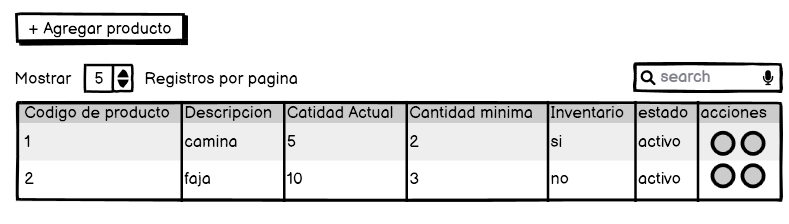 + Agregar producto
Mostrar 5 Registros por pagina search
Codigo de producto Descripcion Catidad Actual Cantidad minima Inventario estado acciones
1 camina 5 2 si activo
2 faja 10 3 no activo